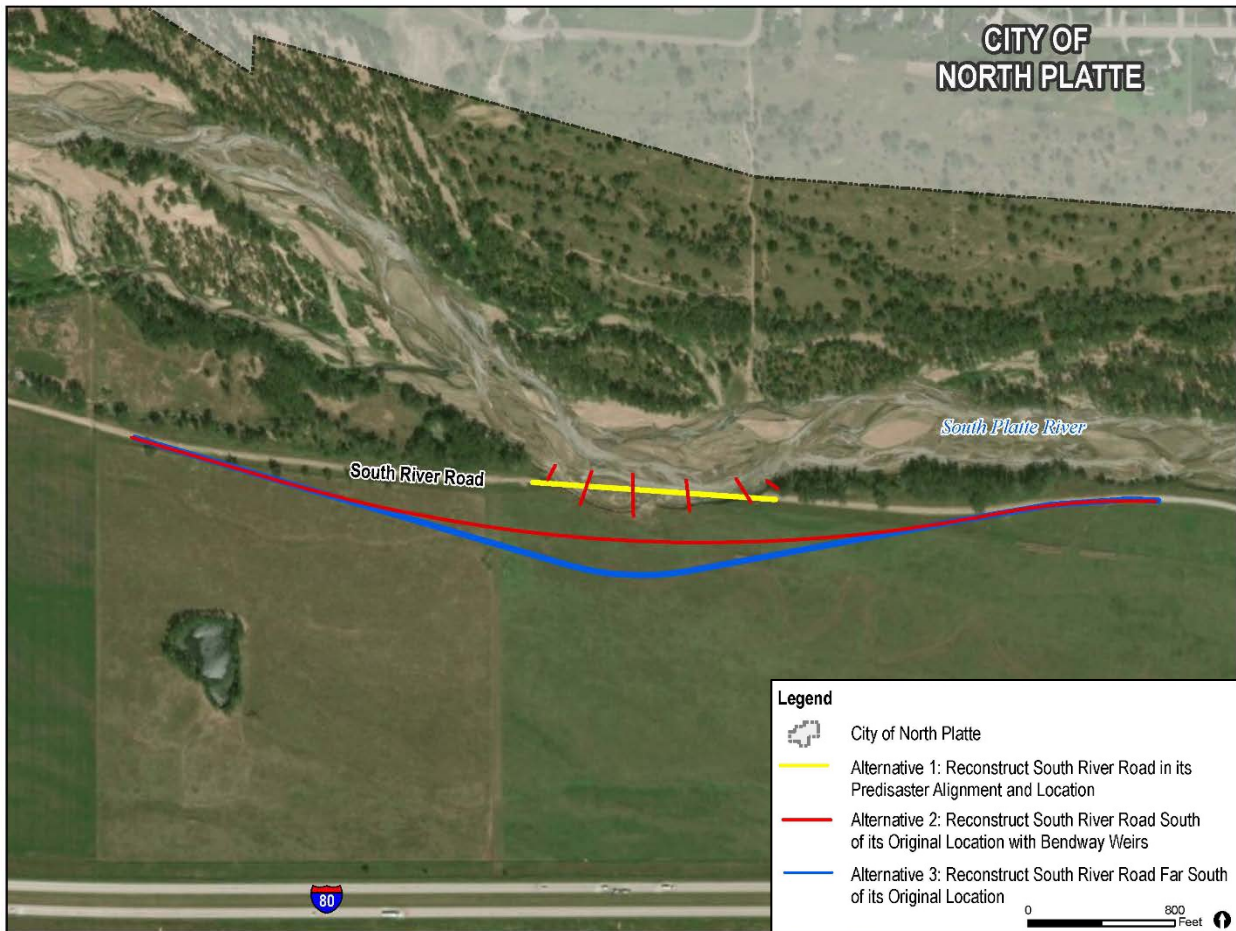 CITY OF
NORTH PLATTE
South Platte River
South River Road
80
Legend
City of North Platte
Alternative 1: Reconstruct South River Road in its
Predisaster Alignment and Location
Alternative 2: Reconstruct South River Road South
of its Original Location with Bendway Weirs
Alternative 3: Reconstruct South River Road Far South
of its Original Location
0 800
Feet